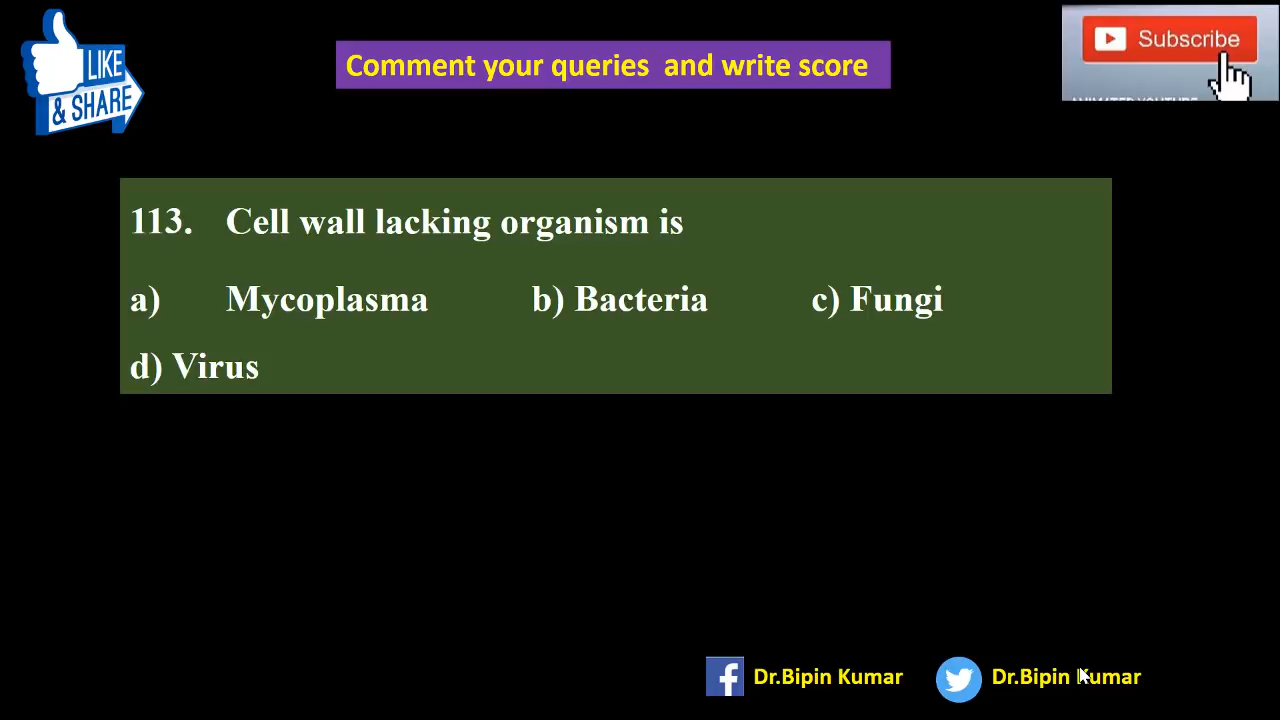 LIKE
& SHARE
Comment your queries and write score
Subscribe
113. Cell wall lacking organism is
a) Mycoplasma b) Bacteria c) Fungi
d) Virus
Dr.Bipin Kumar Dr.Bipin Kumar